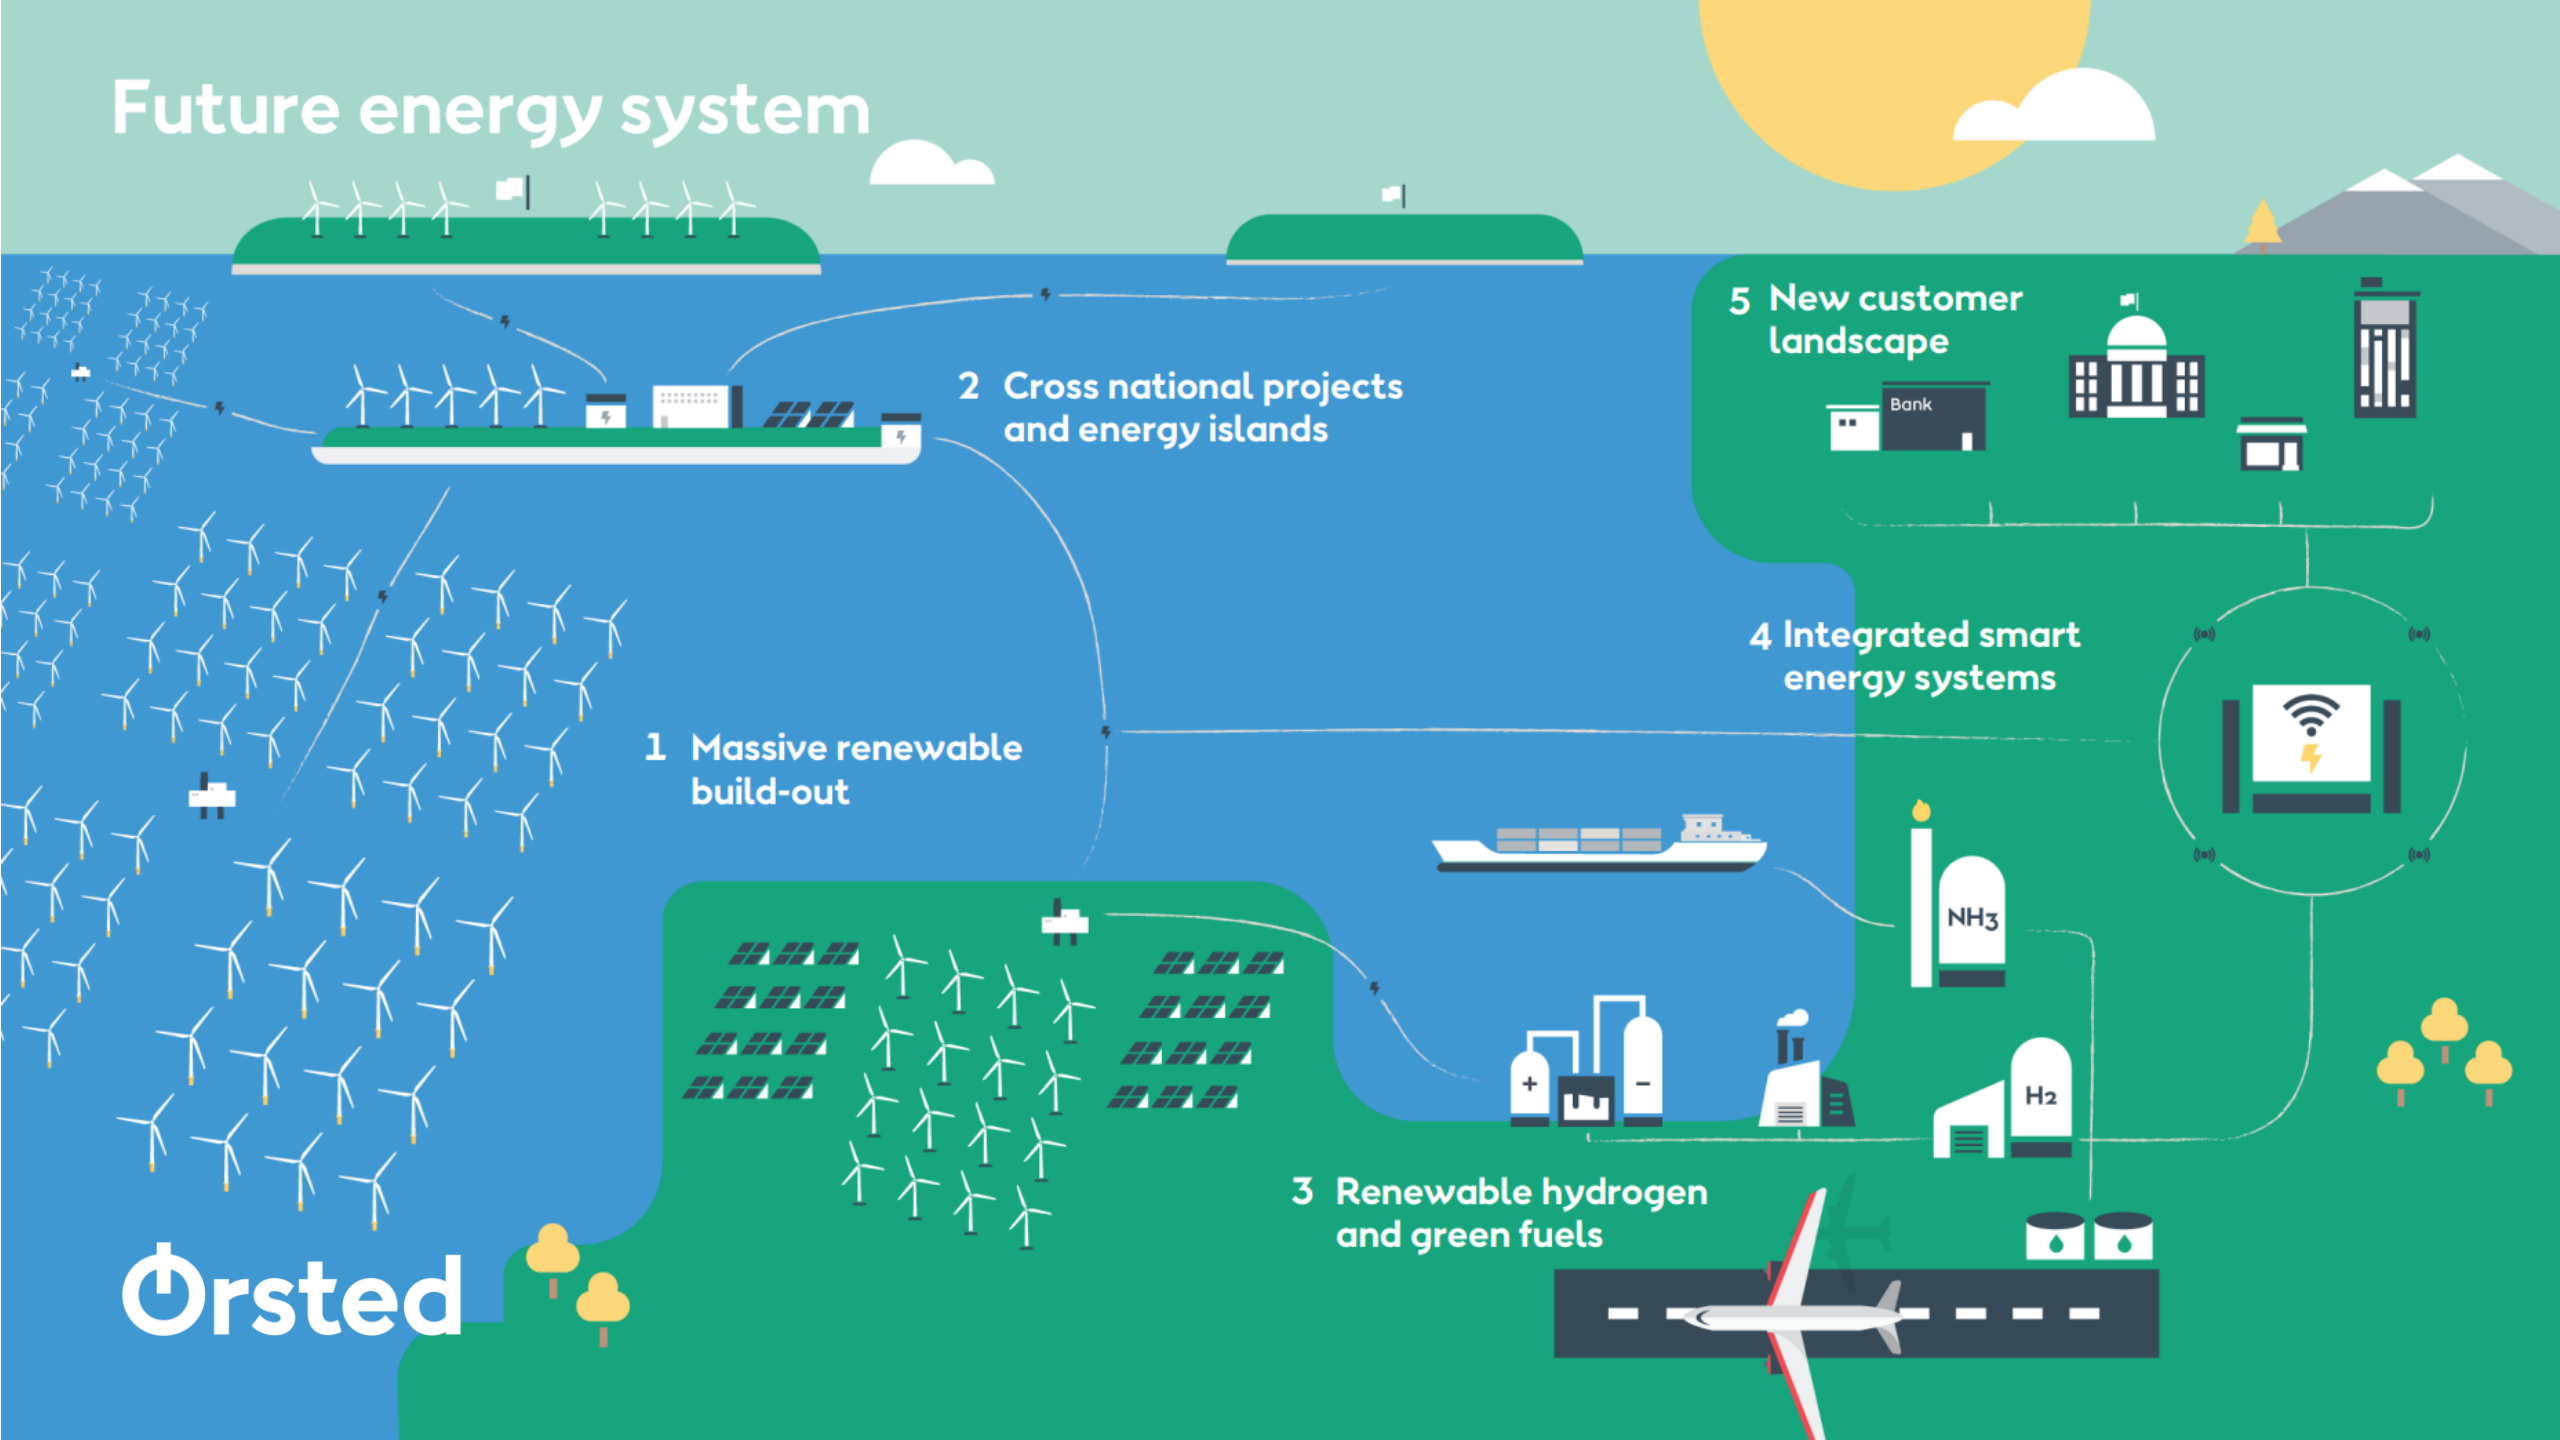 Future energy system
5 New customer
landscape
Bank
2 Cross national projects
and energy islands
4 Integrated smart
energy systems
1 Massive renewable
build-out
NH3
+
−
H2
3 Renewable hydrogen
and green fuels
Ørsted